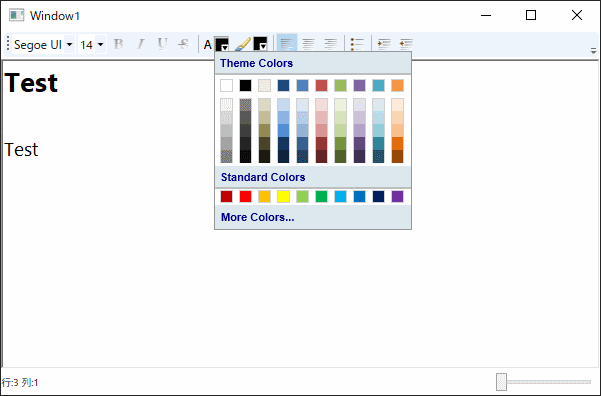 Window1
Segoe UI 14 B I U S A
Theme Colors
Test
Test
Standard Colors
More Colors...
行:3 列:1